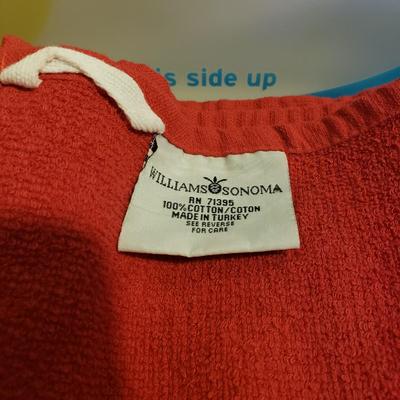 is side up
WILLIAMS SONOMA
RN 71395
100% COTTON/COTON
MADE IN TURKEY
SEE REVERSE
FOR CARE